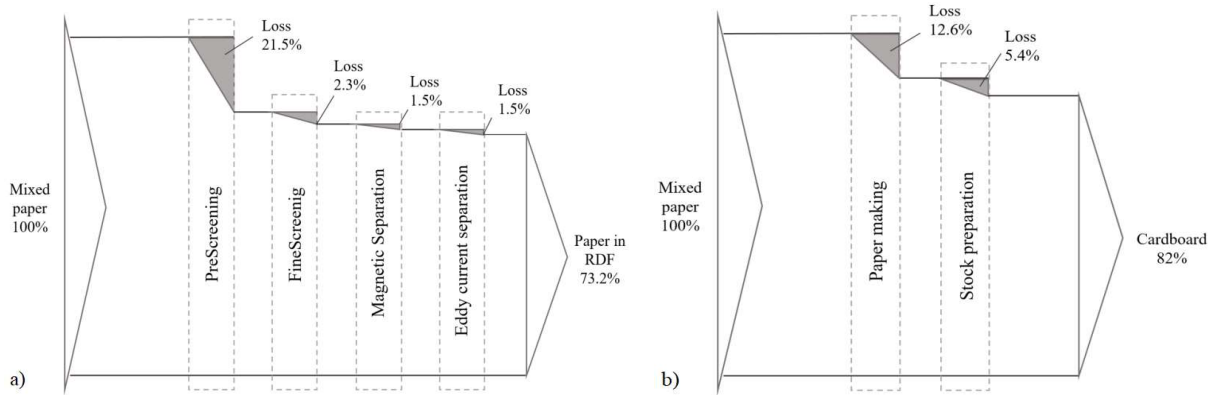 Mixed
paper
100%
PreScreening
Loss
21.5%
FineScreenig
Loss
2.3%
Magnetic Separation
Loss
1.5%
Eddy current separation
Loss
1.5%
Paper in
RDF
73.2%
a)
Mixed
paper
100%
Paper making
Loss
12.6%
Stock preparation
Loss
5.4%
Cardboard
82%
b)